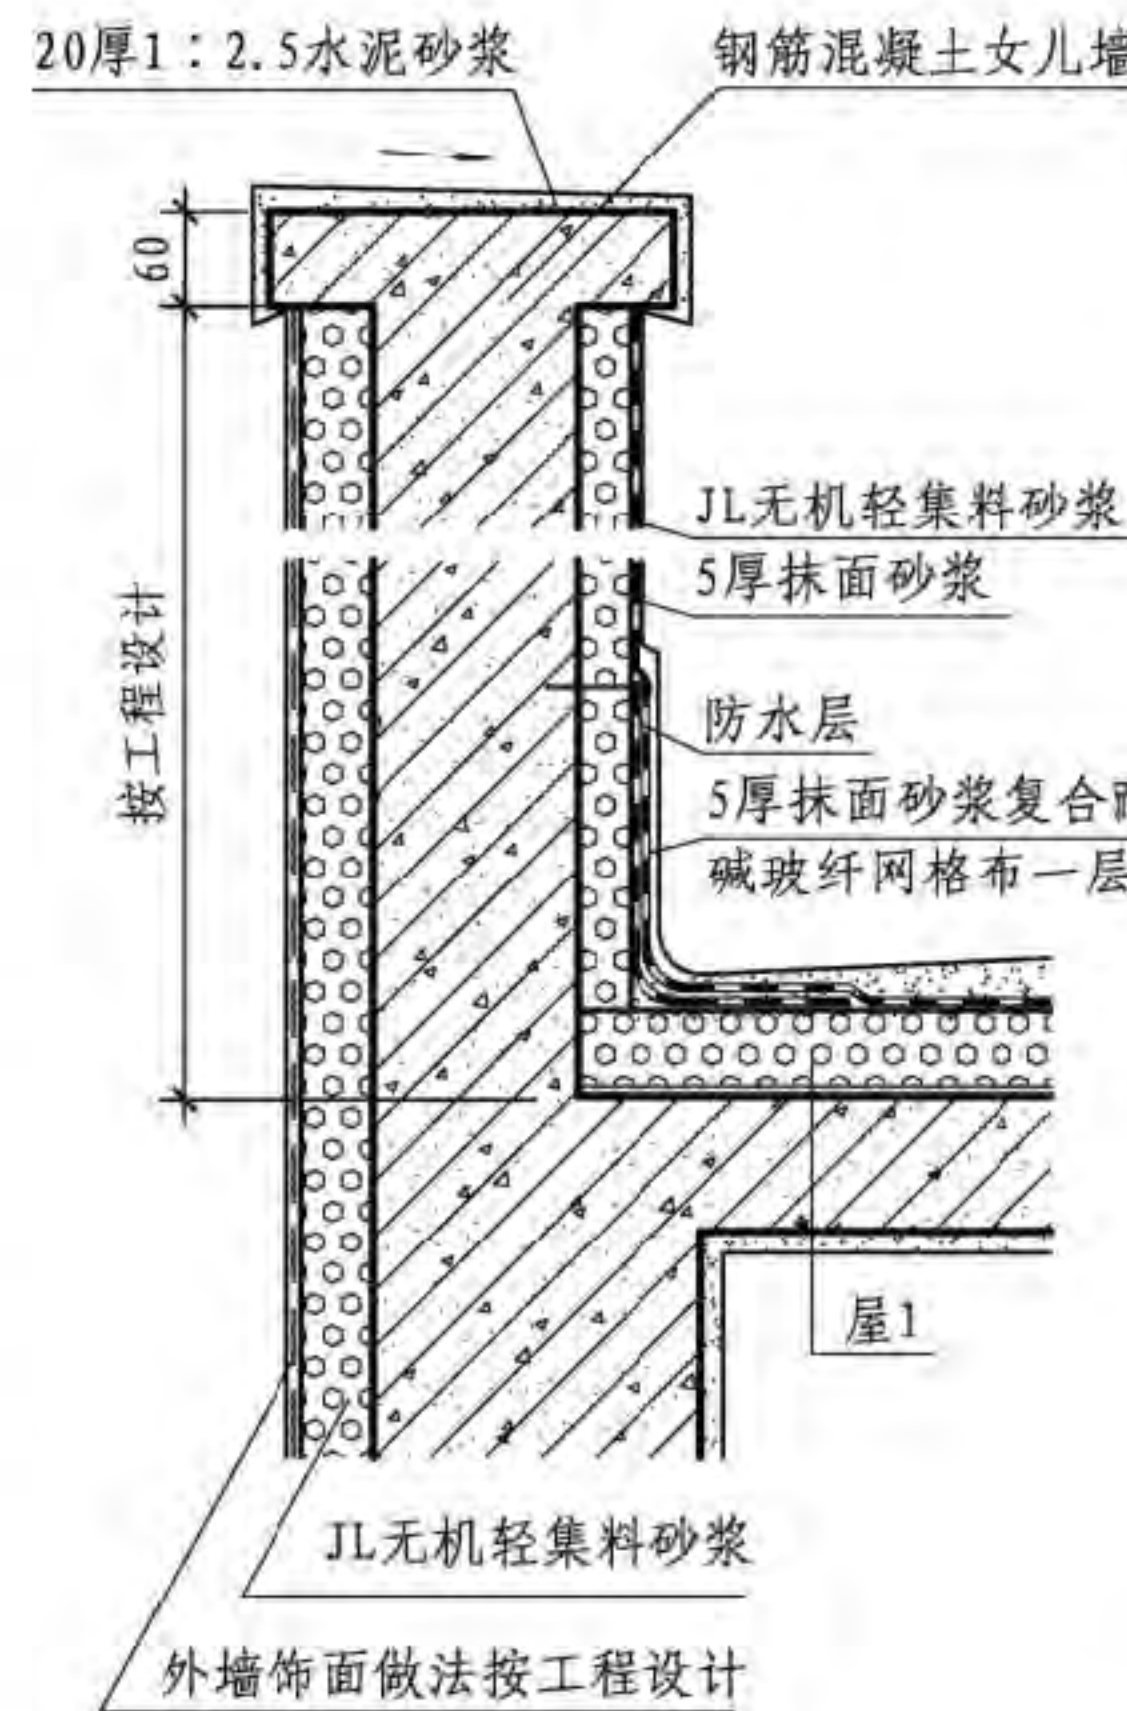 20厚1：2.5水泥砂浆
钢筋混凝土女儿墙
60
按工程设计
JL无机轻集料砂浆
5厚抹面砂浆
防水层
5厚抹面砂浆复合耐
碱玻纤网格布一层
屋1
JL无机轻集料砂浆
外墙饰面做法按工程设计